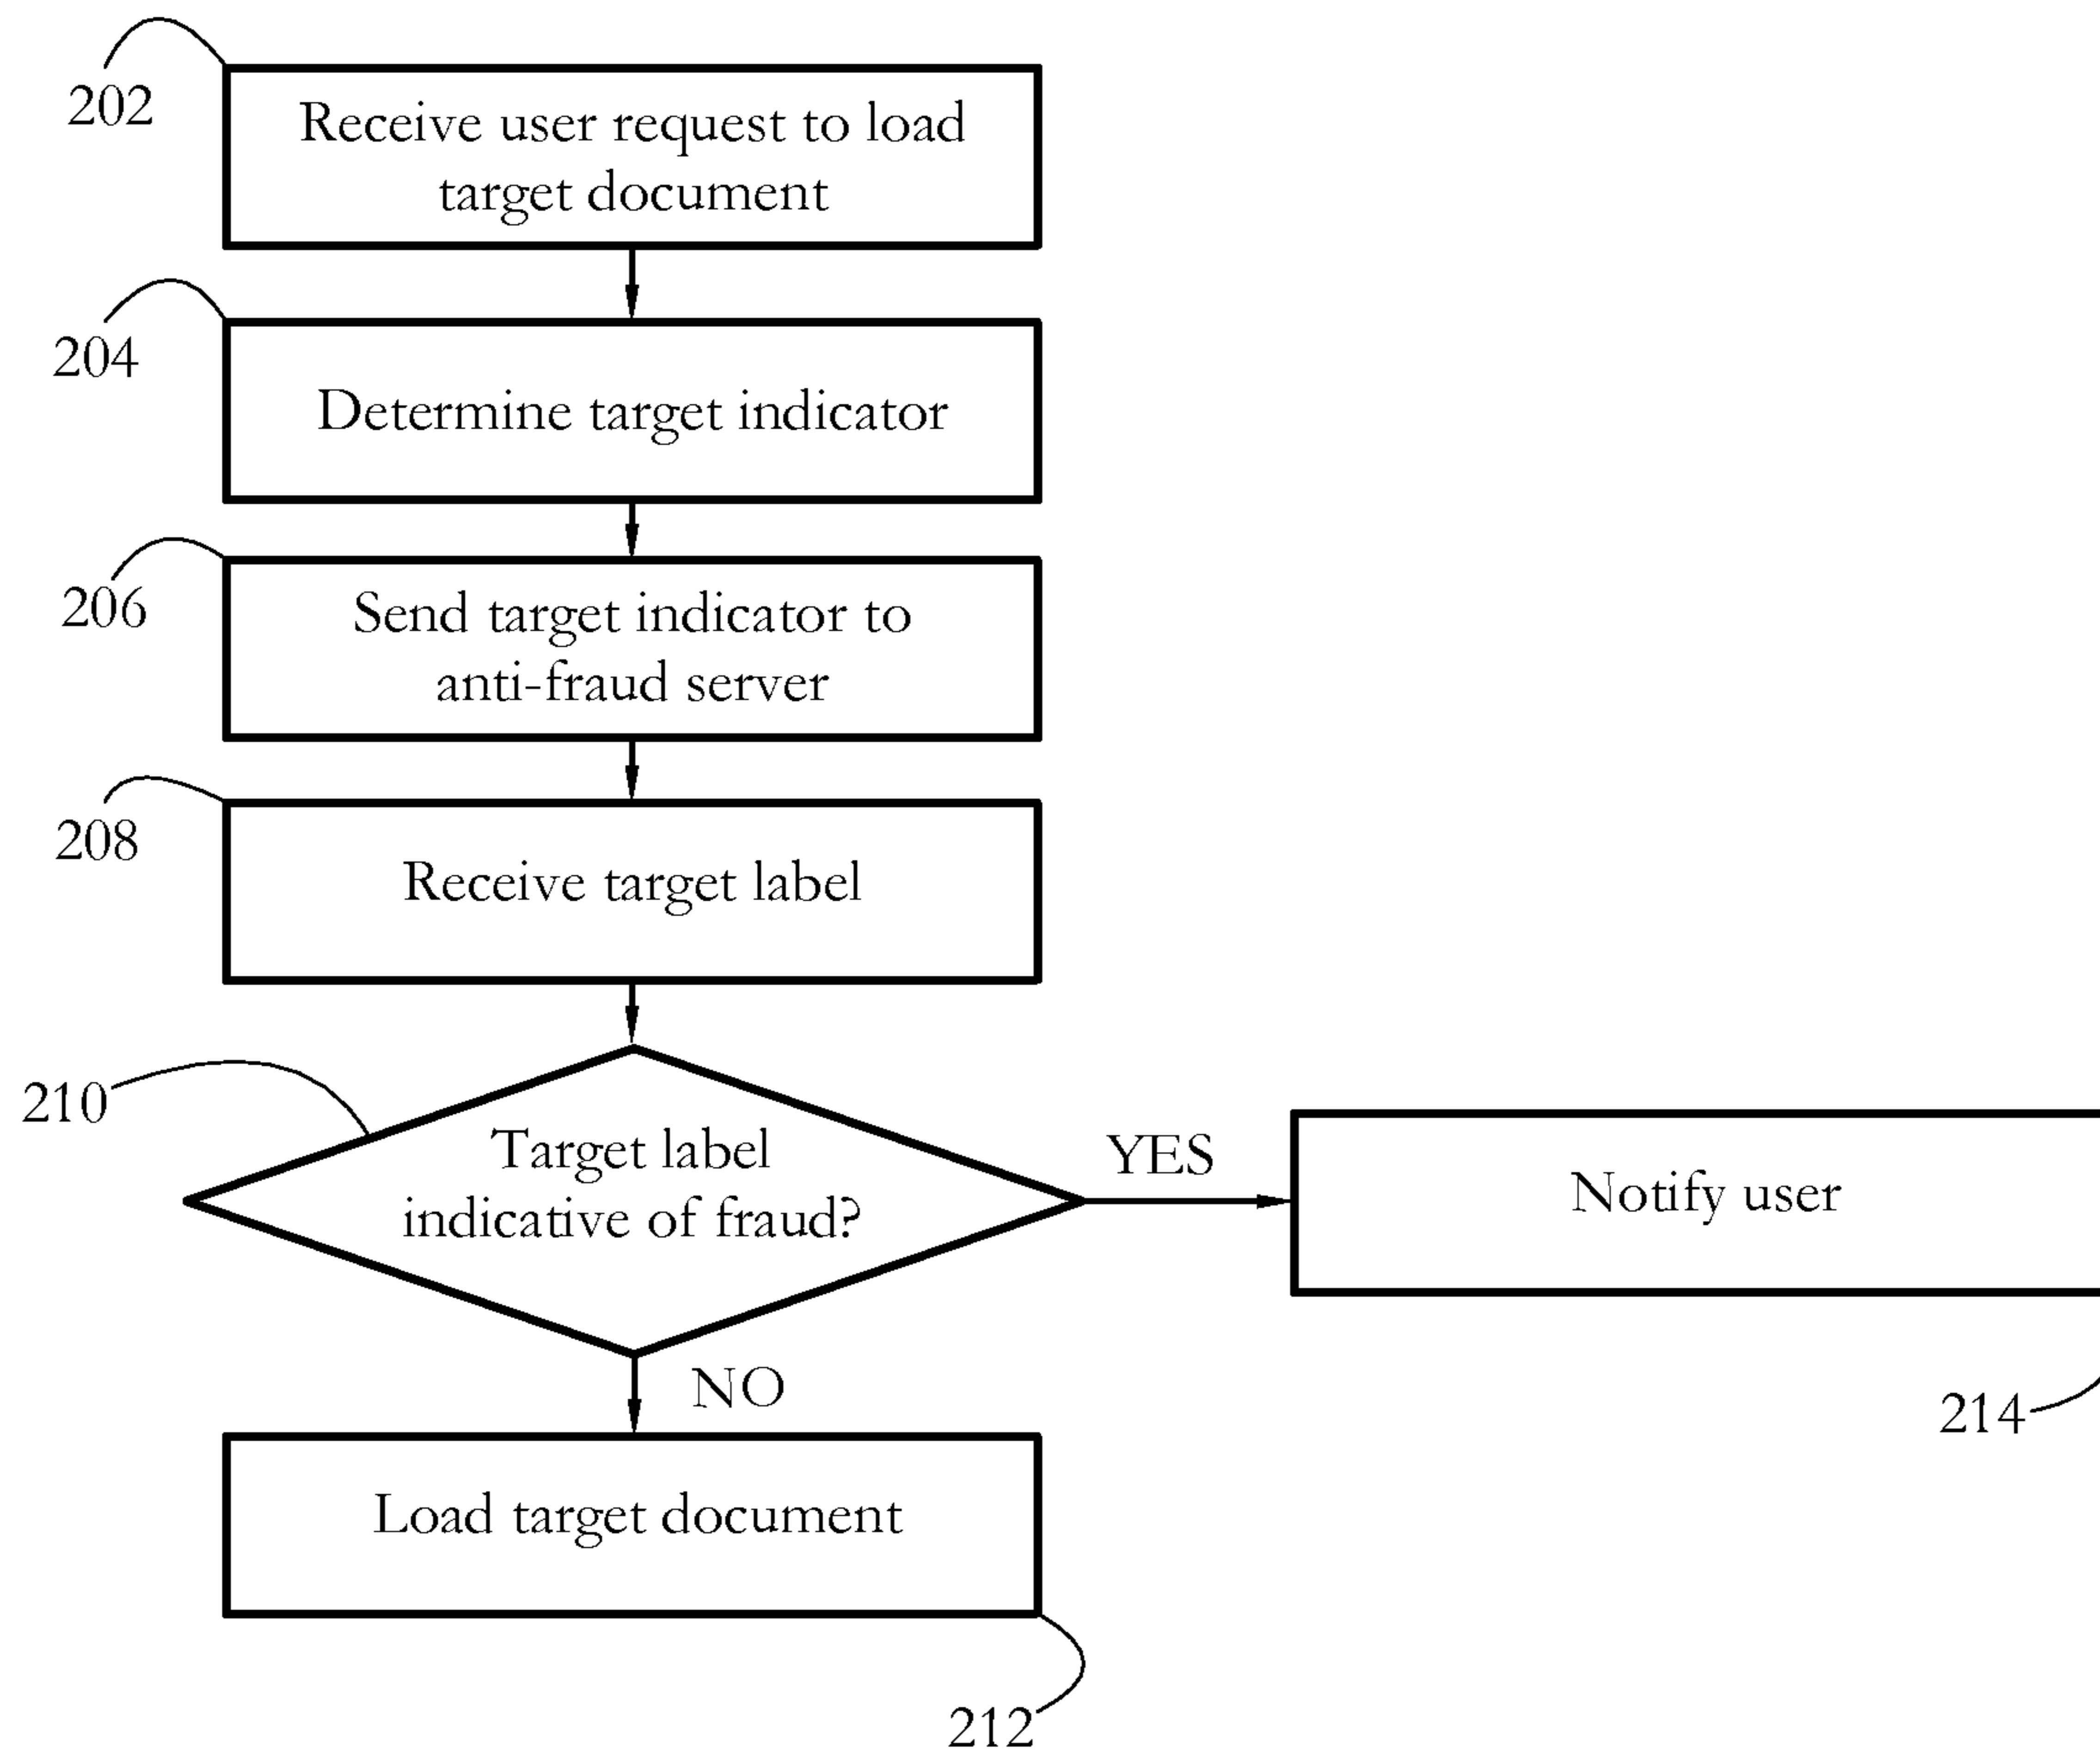 202
Receive user request to load
target document
204
Determine target indicator
206
Send target indicator to
anti-fraud server
208
Receive target label
210
Target label
indicative of fraud?
YES
Notify user
214
NO
Load target document
212